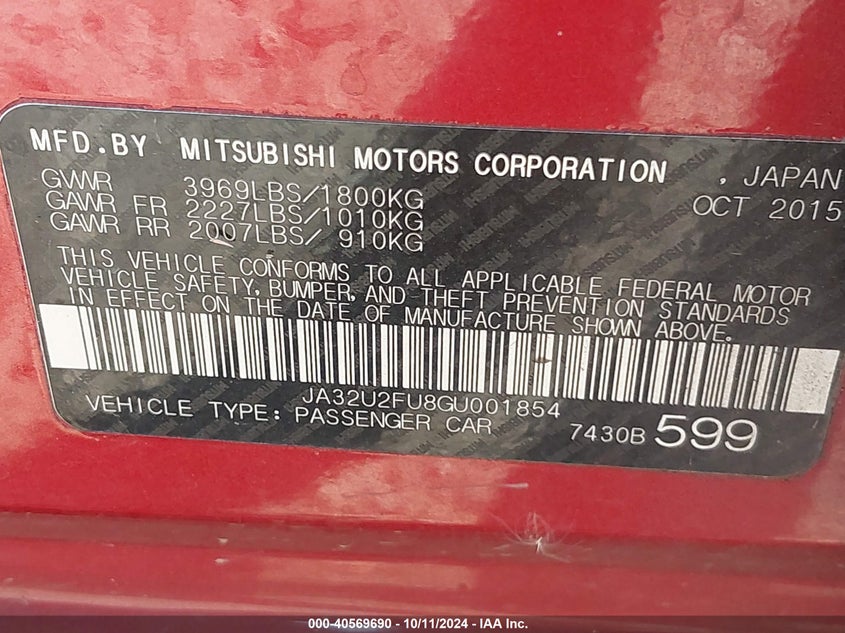 MFD.BY MITSUBISHI MOTORS CORPORATION , JAPAN
GWWR 3969LBS/1800KG OCT 2015
GAWR FR 2227LBS/1010KG
GAWR RR 2007LBS/ 910KG
THIS VEHICLE CONFORMS TO ALL APPLICABLE FEDERAL MOTOR
VEHICLE SAFETY, BUMPER, AND THEFT PREVENTION STANDARDS
IN EFFECT ON THE DATE OF MANUFACTURE SHOWN ABOVE.
JA32U2FU8GU001854
VEHICLE TYPE: PASSENGER CAR 7430B 599
000-40569690 - 10/11/2024 - IAA Inc.